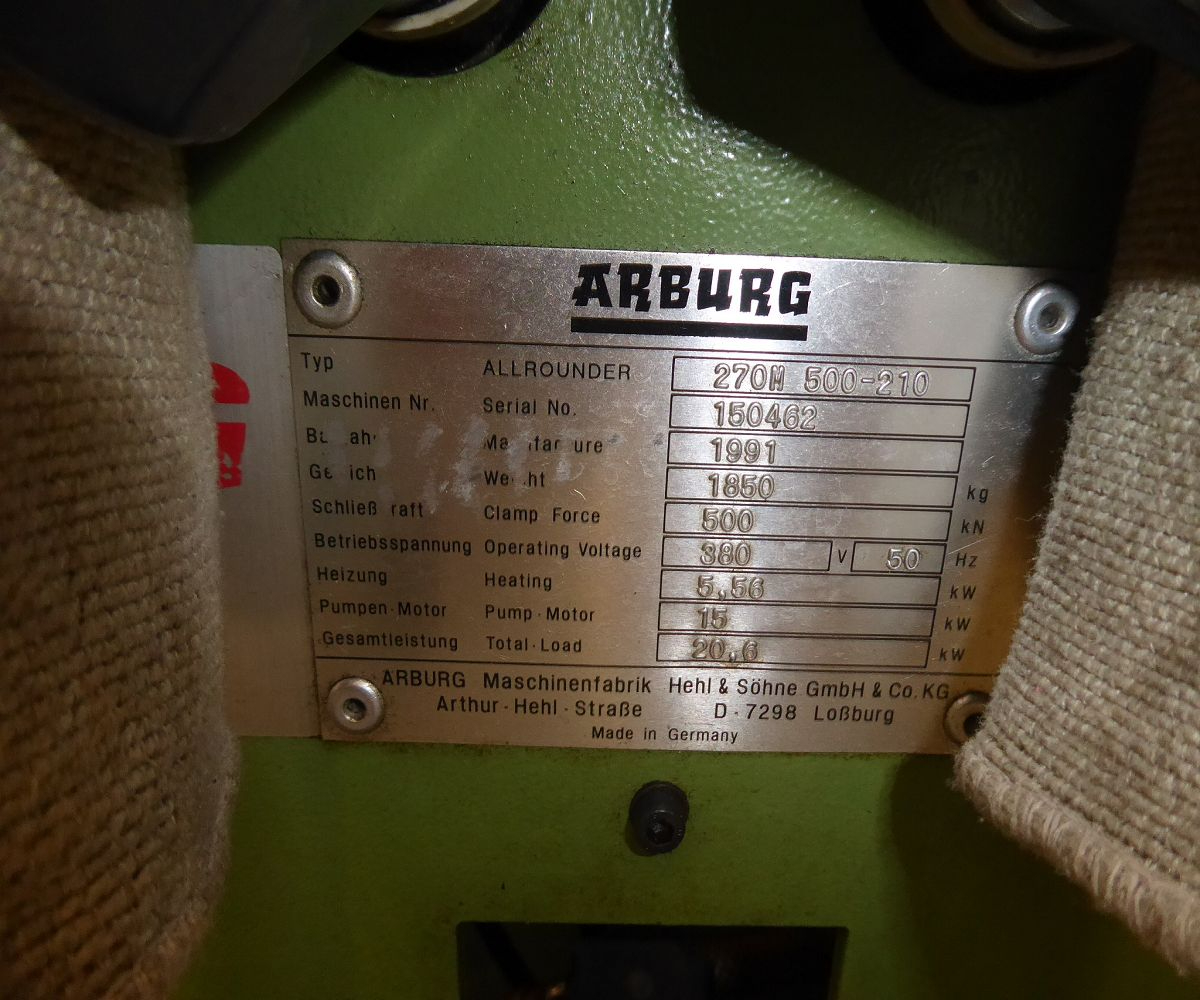 ARBURG
Typ ALLROUNDER 270M 500-210
Maschinen Nr. Serial No. 150462
1991
1850 kg
Clamp Force 500 kN
Betriebsspannung Operating Voltage 380 V 50 Hz
Heizung Heating 5,56 kW
Pumpen·Motor Pump·Motor 15 kW
Gesamtleistung Total·Load 20,6 kW
ARBURG Maschinenfabrik Hehl & Söhne GmbH & Co. KG
Arthur·Hehl·Straße D·7298 Loßburg
Made in Germany